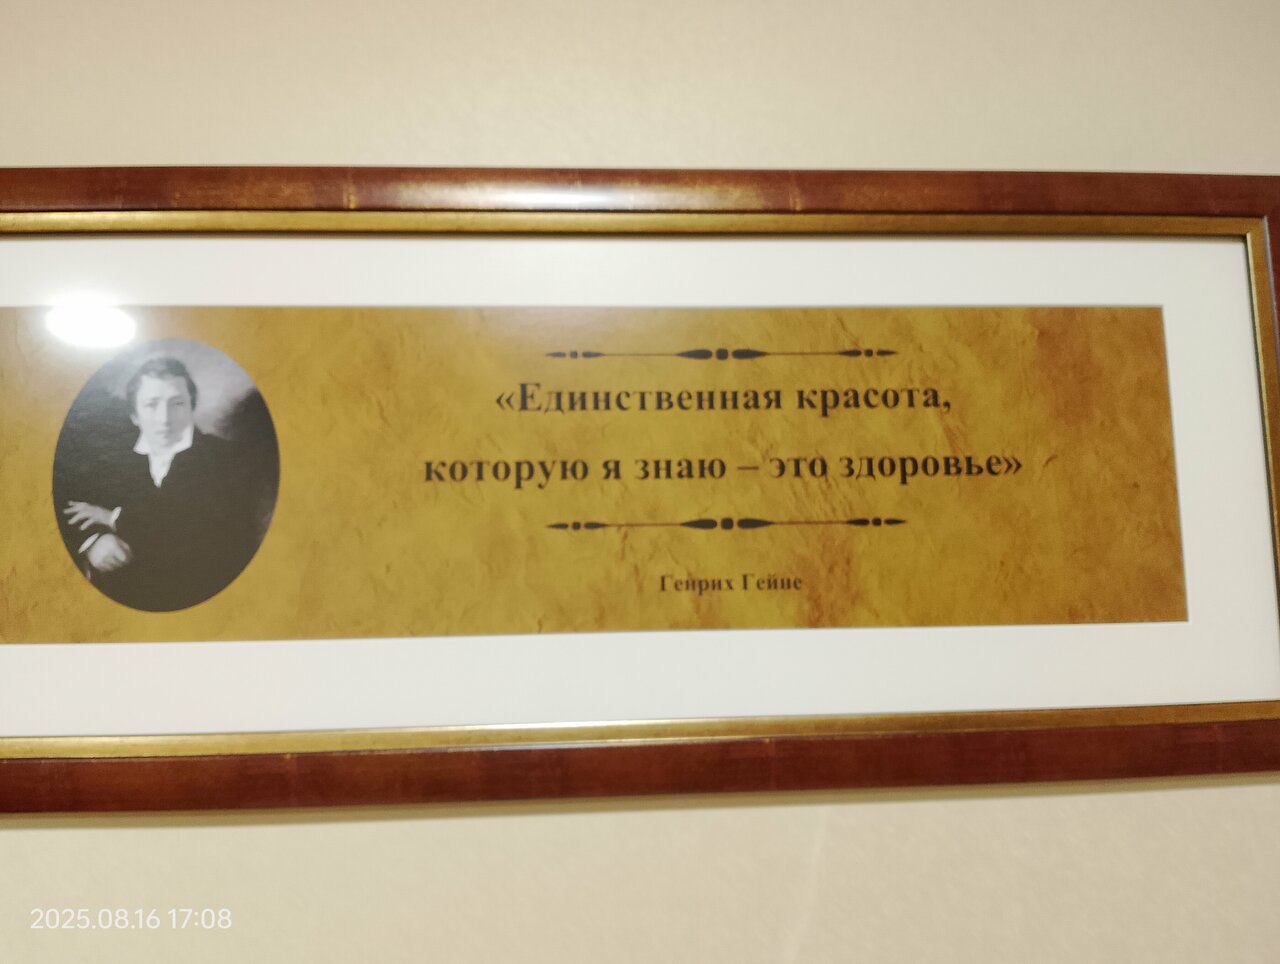 «Единственная красота,
которую я знаю – это здоровье»
Генрих Гейне
2025.08.16 17:08